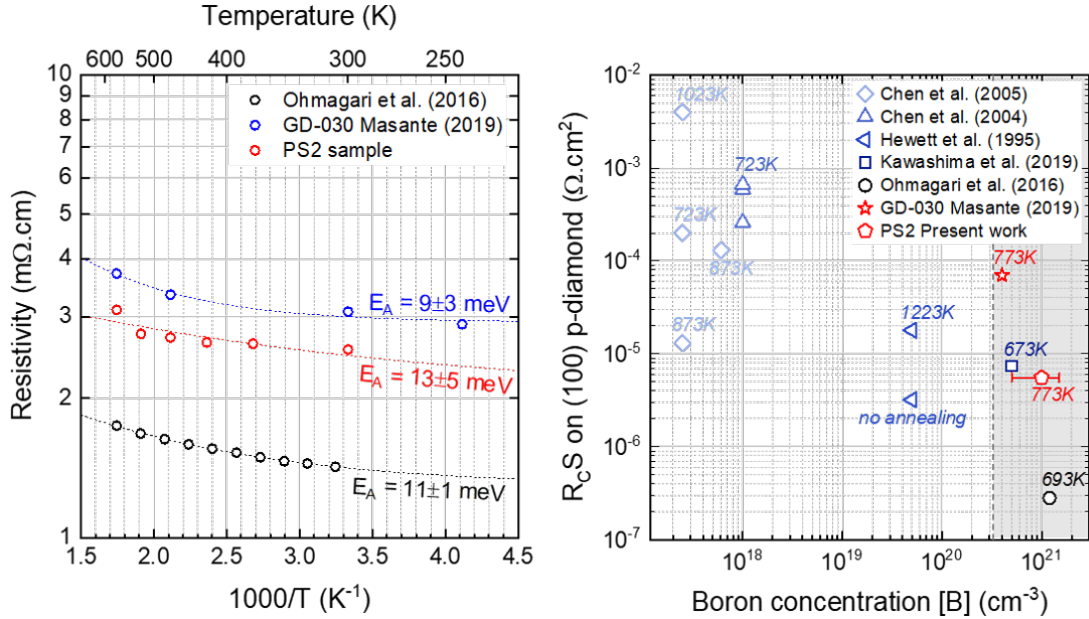 Temperature (K)
600 500 400 300 250
10
9
8
7
6
5
4
3
2
1
Resistivity (mΩ.cm)
Ohmagari et al. (2016)
GD-030 Masante (2019)
PS2 sample
E_A = 9±3 meV
E_A = 13±5 meV
E_A = 11±1 meV
1.5 2.0 2.5 3.0 3.5 4.0 4.5
1000/T (K⁻¹)
R_CS on (100) p-diamond (Ω.cm²)
10⁻²
10⁻³
10⁻⁴
10⁻⁵
10⁻⁶
10⁻⁷
Chen et al. (2005)
Chen et al. (2004)
Hewett et al. (1995)
Kawashima et al. (2019)
Ohmagari et al. (2016)
GD-030 Masante (2019)
PS2 Present work
1023K
723K
723K
873K
873K
773K
1223K
673K
773K
no annealing
693K
10¹⁸ 10¹⁹ 10²⁰ 10²¹
Boron concentration [B] (cm⁻³)